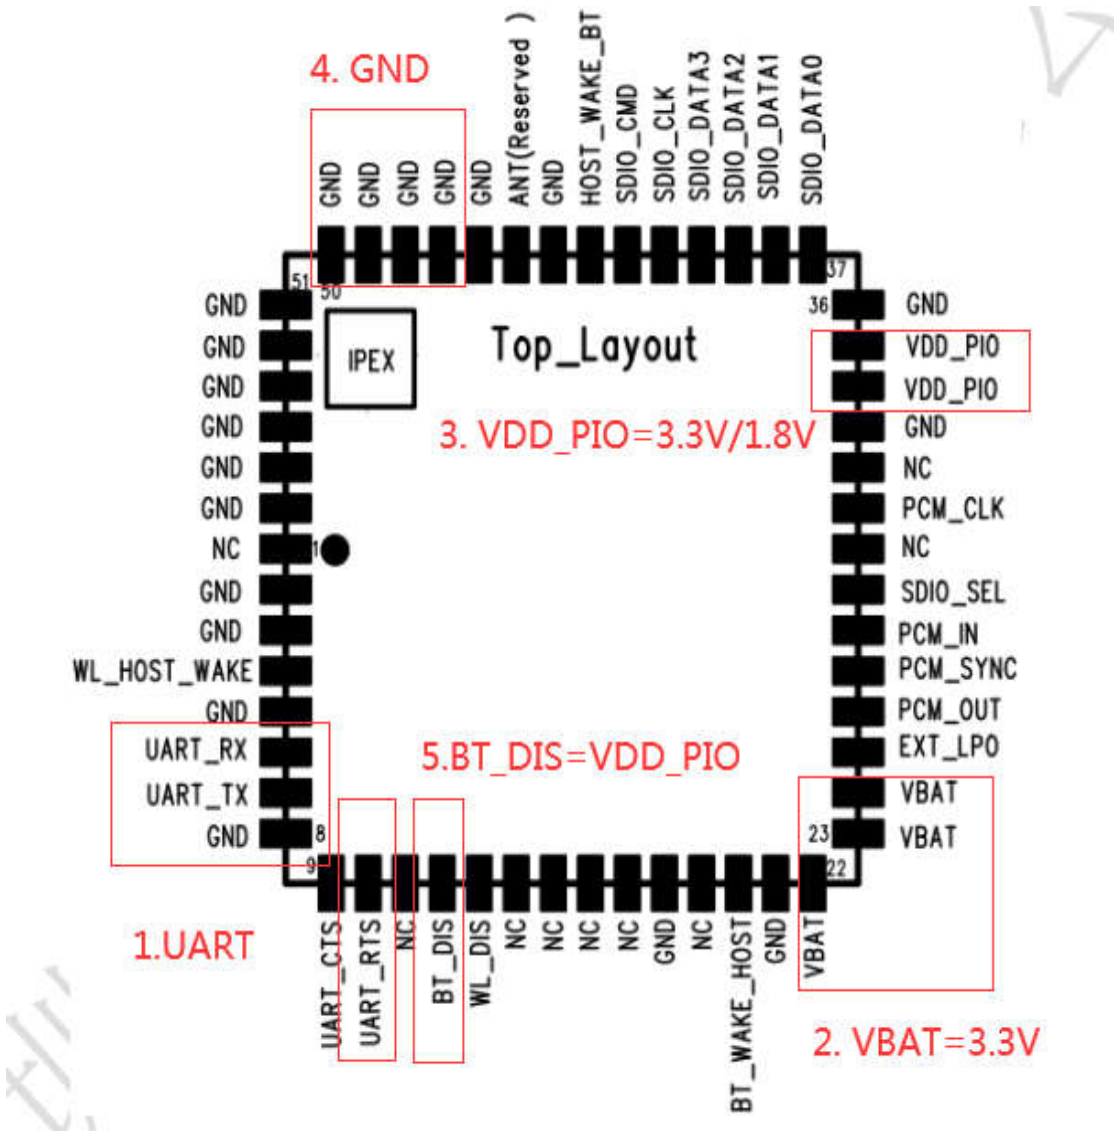 4. GND
GND
GND
GND
GND
GND
ANT(Reserved )
GND
HOST_WAKE_BT
SDIO_CMD
SDIO_CLK
SDIO_DATA3
SDIO_DATA2
SDIO_DATA1
SDIO_DATA0
51
50
37
36
GND
GND
GND
GND
GND
GND
NC
GND
GND
WL_HOST_WAKE
GND
UART_RX
UART_TX
GND
IPEX
Top_Layout
3. VDD_PIO=3.3V/1.8V
1
5.BT_DIS=VDD_PIO
GND
VDD_PIO
VDD_PIO
GND
NC
PCM_CLK
NC
SDIO_SEL
PCM_IN
PCM_SYNC
PCM_OUT
EXT_LPO
VBAT
VBAT
8
9
23
22
1.UART
UART_CTS
UART_RTS
NC
BT_DIS
WL_DIS
NC
NC
NC
NC
GND
NC
BT_WAKE_HOST
GND
VBAT
2. VBAT=3.3V